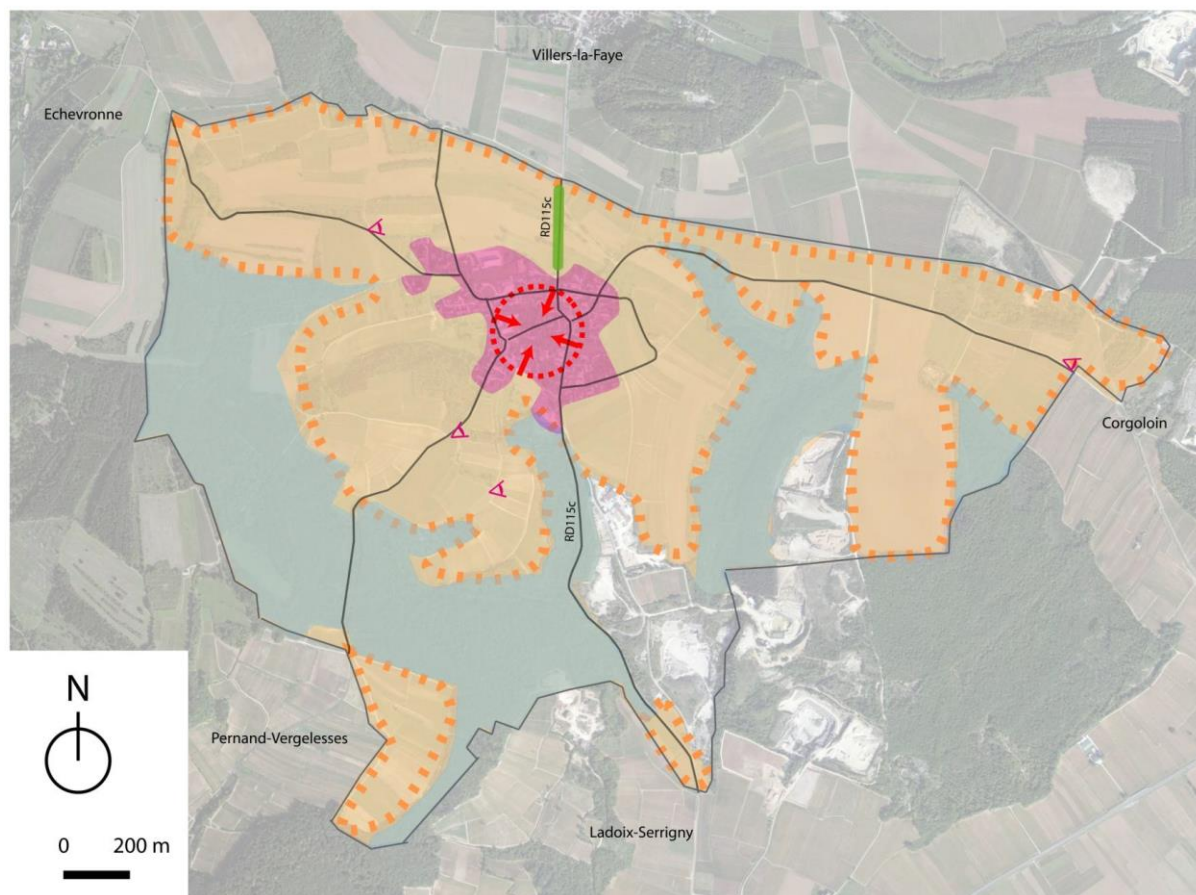 Villers-la-Faye
Echevronne
RD115c
Corgoloin
RD115c
N
Pernand-Vergelesses
Ladoix-Serrigny
0 200 m